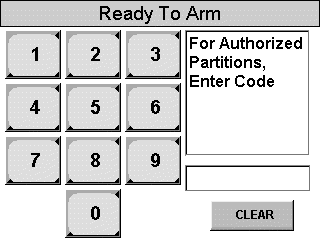 Ready To Arm
1 2 3
For Authorized
Partitions,
Enter Code
4 5 6
7 8 9
0
CLEAR